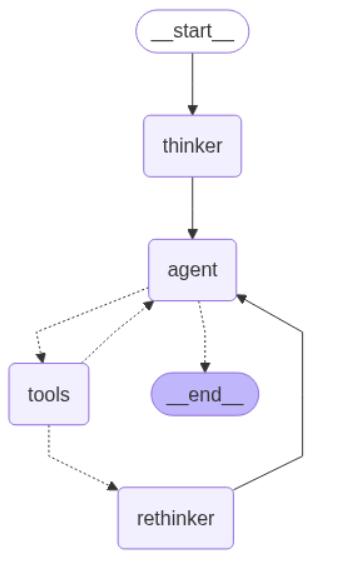 __start__
thinker
agent
tools
__end__
rethinker